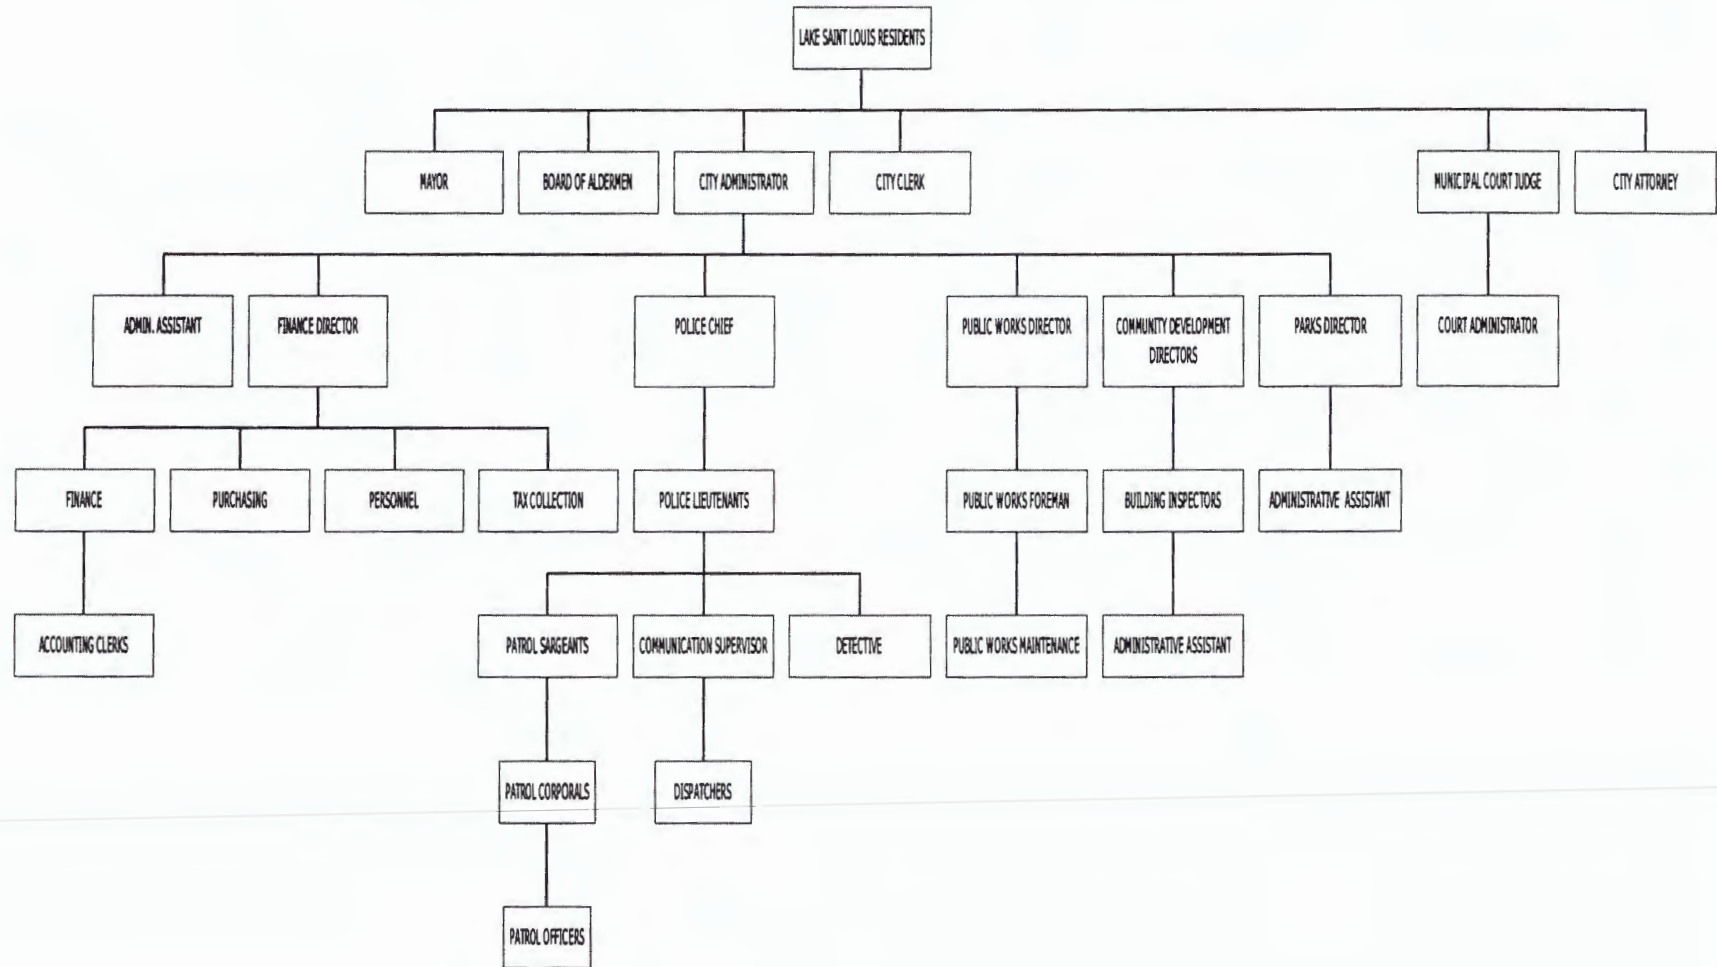 LAKE SAINT LOUIS RESIDENTS
MAYOR
BOARD OF ALDERMEN
CITY ADMINISTRATOR
CITY CLERK
MUNICIPAL COURT JUDGE
CITY ATTORNEY
ADMIN. ASSISTANT
FINANCE DIRECTOR
POLICE CHIEF
PUBLIC WORKS DIRECTOR
COMMUNITY DEVELOPMENT
DIRECTORS
PARKS DIRECTOR
COURT ADMINISTRATOR
FINANCE
PURCHASING
PERSONNEL
TAX COLLECTION
POLICE LIEUTENANTS
PUBLIC WORKS FOREMAN
BUILDING INSPECTORS
ADMINISTRATIVE ASSISTANT
ACCOUNTING CLERKS
PATROL SARGEANTS
COMMUNICATION SUPERVISOR
DETECTIVE
PUBLIC WORKS MAINTENANCE
ADMINISTRATIVE ASSISTANT
PATROL CORPORALS
DISPATCHERS
PATROL OFFICERS